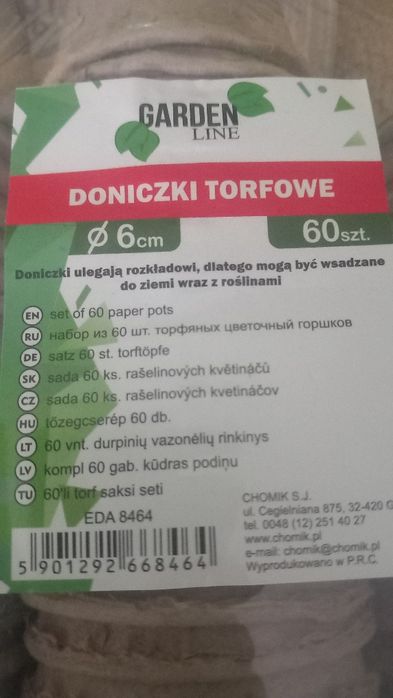 GARDEN
LINE
DONICZKI TORFOWE
Ø 6cm
60szt.
Doniczki ulegają rozkładowi, dlatego mogą być wsadzane
do ziemi wraz z roślinami
EN set of 60 paper pots
RU набор из 60 шт. торфяных цветочный горшков
DE satz 60 st. torftöpfe
SK sada 60 ks. rašelinových květináčů
CZ sada 60 ks. rašelinových kvetináčov
HU tőzegcserép 60 db.
LT 60 vnt. durpinių vazonėlių rinkinys
LV kompl 60 gab. kūdras podiņu
TU 60'li torf saksi seti
EDA 8464
5 901292 668464
CHOMIK S.J.
ul. Cegielniana 875, 32-420 G
tel. 0048 (12) 251 40 27
www.chomik.pl
e-mail: chomik@chomik.pl
Wyprodukowano w P.R.C.